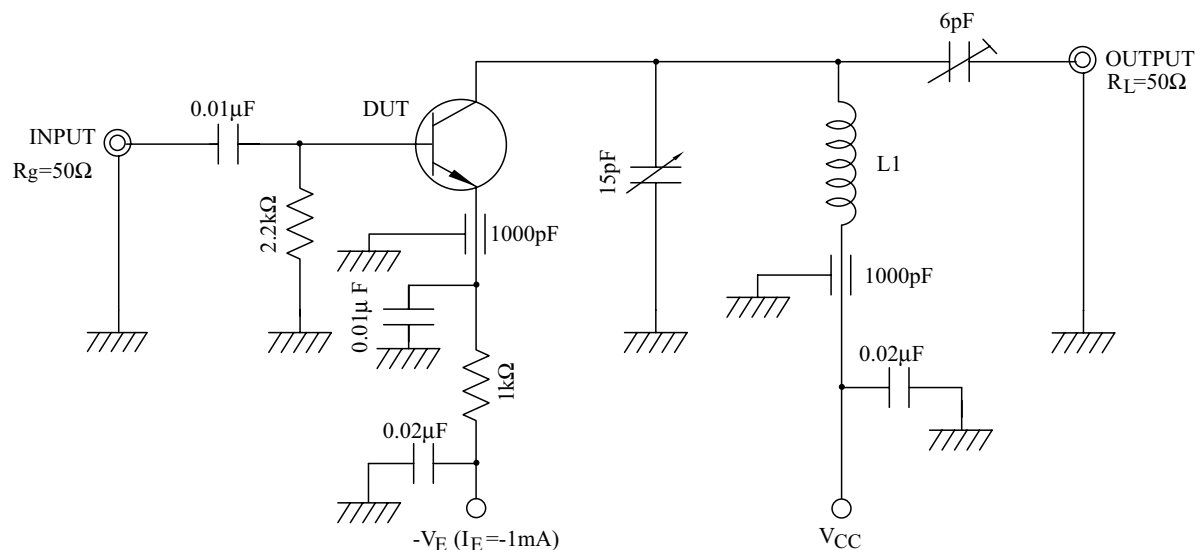 6pF
OUTPUT
RL=50Ω
0.01µF
DUT
INPUT
Rg=50Ω
15pF
L1
2.2kΩ
1000pF
1000pF
0.01µ F
1kΩ
0.02µF
0.02µF
-VE (IE=-1mA)
VCC